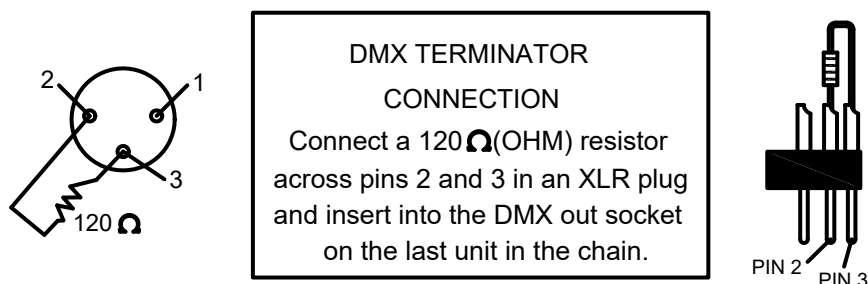 2
1
3
120 Ω
DMX TERMINATOR
CONNECTION
Connect a 120Ω(OHM) resistor
across pins 2 and 3 in an XLR plug
and insert into the DMX out socket
on the last unit in the chain.
PIN 2
PIN 3